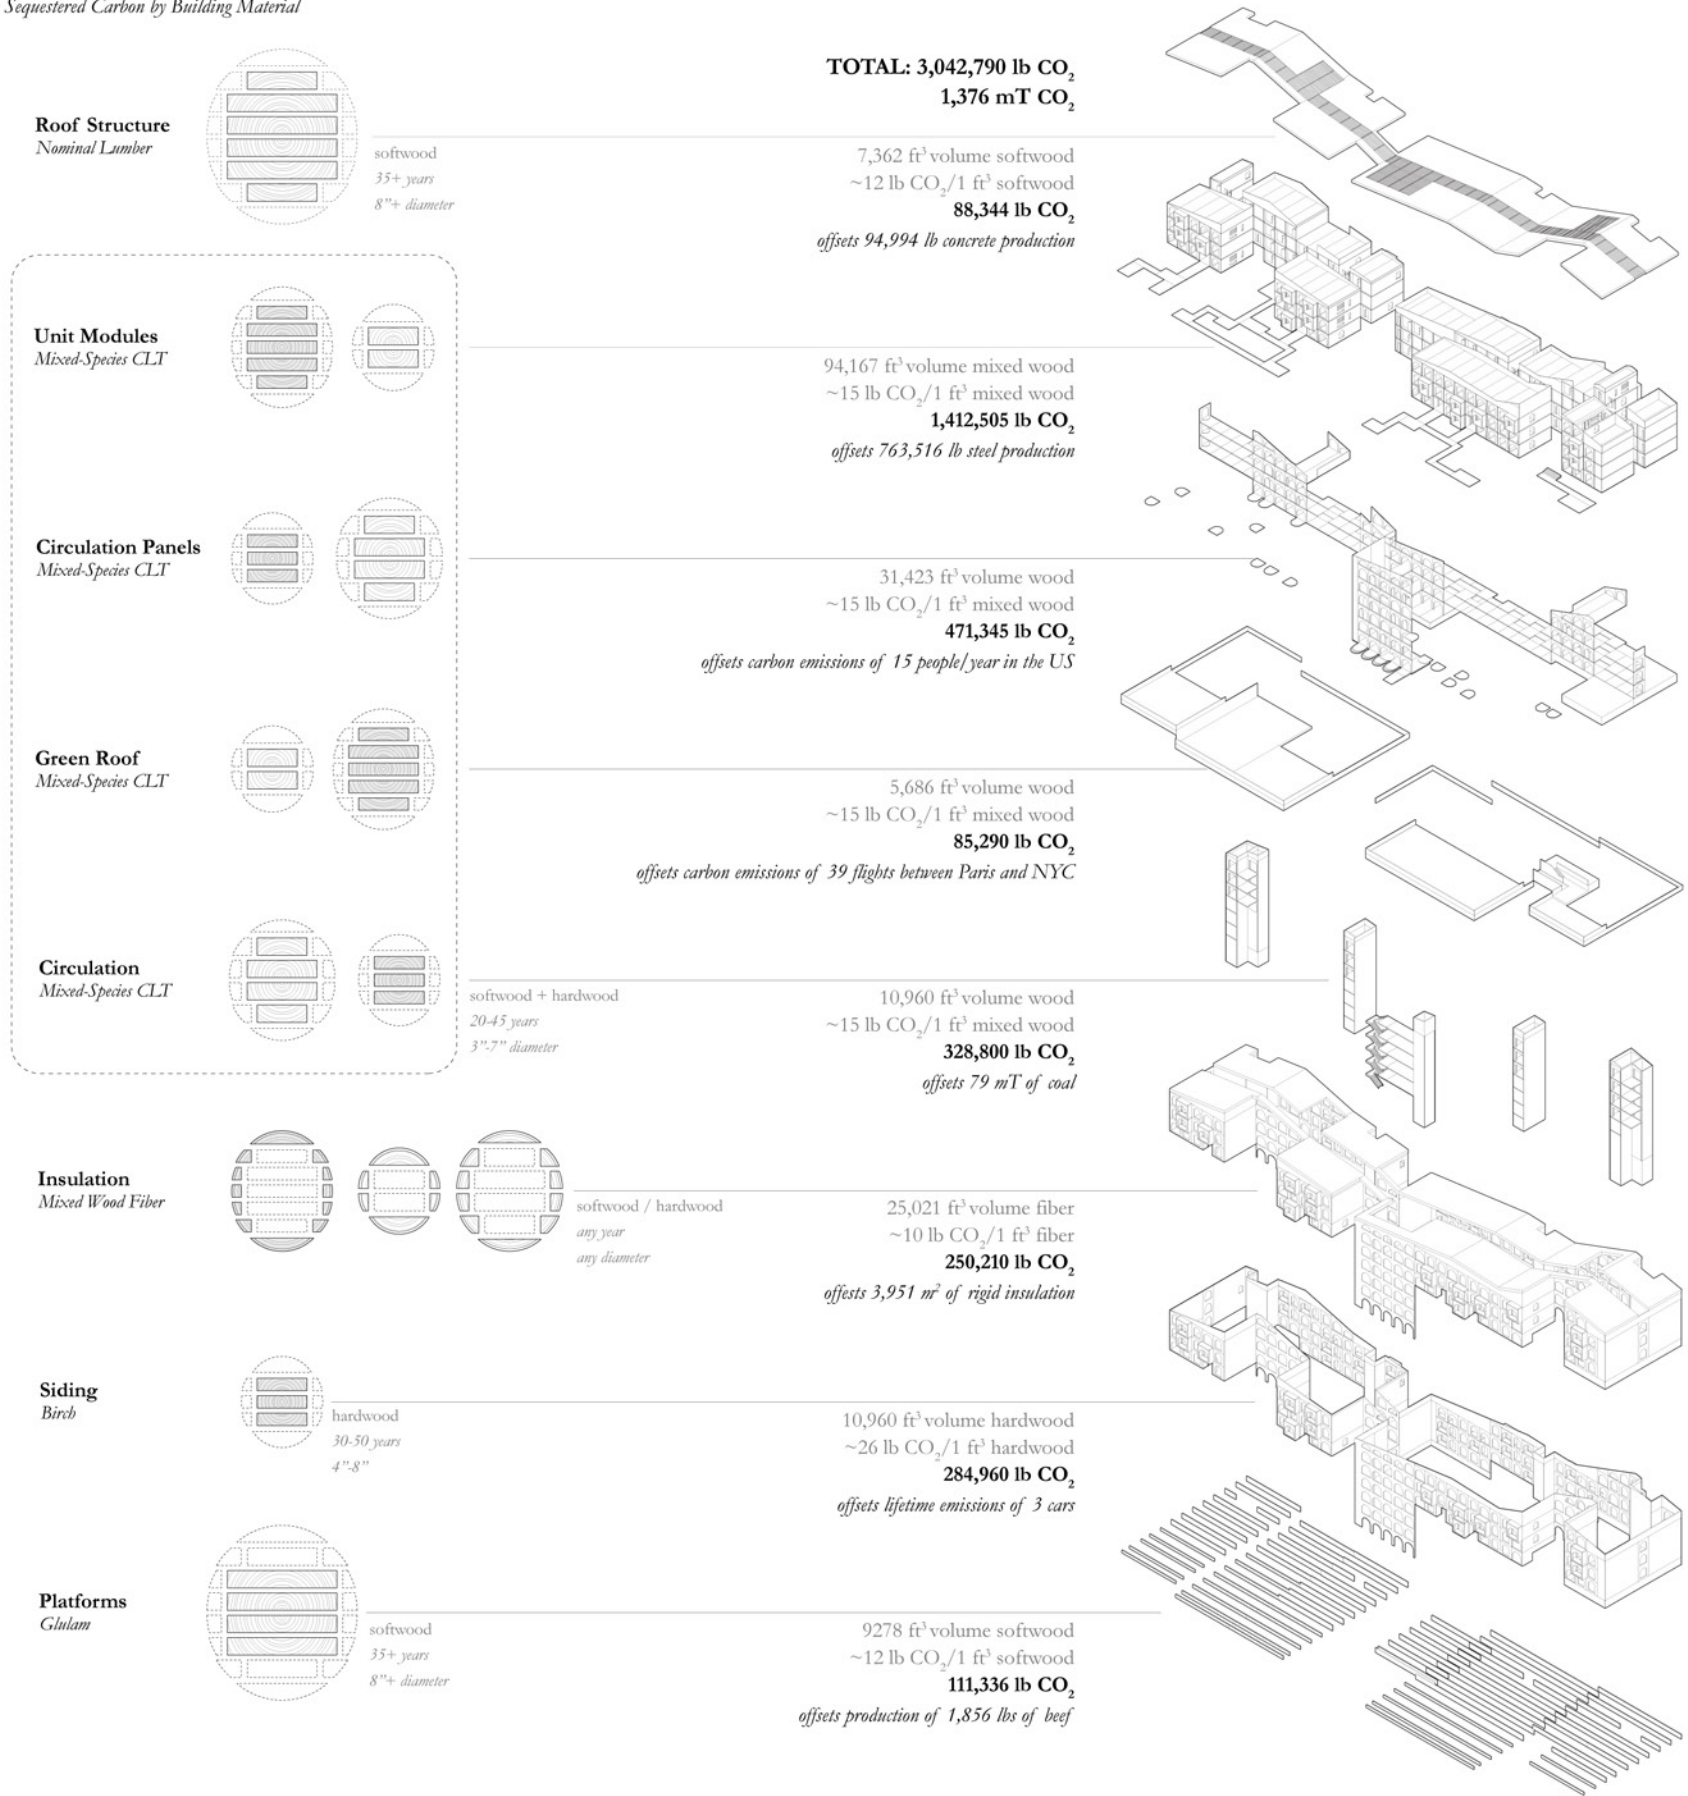 Sequestered Carbon by Building Material
TOTAL: 3,042,790 lb CO₂
1,376 mT CO₂
Roof Structure
Nominal Lumber
softwood
35+ years
8”+ diameter
7,362 ft³ volume softwood
~12 lb CO₂/1 ft³ softwood
88,344 lb CO₂
offsets 94,994 lb concrete production
Unit Modules
Mixed-Species CLT
94,167 ft³ volume mixed wood
~15 lb CO₂/1 ft³ mixed wood
1,412,505 lb CO₂
offsets 763,516 lb steel production
Circulation Panels
Mixed-Species CLT
31,423 ft³ volume wood
~15 lb CO₂/1 ft³ mixed wood
471,345 lb CO₂
offsets carbon emissions of 15 people/year in the US
Green Roof
Mixed-Species CLT
5,686 ft³ volume wood
~15 lb CO₂/1 ft³ mixed wood
85,290 lb CO₂
offsets carbon emissions of 39 flights between Paris and NYC
Circulation
Mixed-Species CLT
softwood + hardwood
20-45 years
3”-7” diameter
10,960 ft³ volume wood
~15 lb CO₂/1 ft³ mixed wood
328,800 lb CO₂
offsets 79 mT of coal
Insulation
Mixed Wood Fiber
softwood / hardwood
any year
any diameter
25,021 ft³ volume fiber
~10 lb CO₂/1 ft³ fiber
250,210 lb CO₂
offests 3,951 m² of rigid insulation
Siding
Birch
hardwood
30-50 years
4”-8”
10,960 ft³ volume hardwood
~26 lb CO₂/1 ft³ hardwood
284,960 lb CO₂
offsets lifetime emissions of 3 cars
Platforms
Glulam
softwood
35+ years
8”+ diameter
9278 ft³ volume softwood
~12 lb CO₂/1 ft³ softwood
111,336 lb CO₂
offsets production of 1,856 lbs of beef